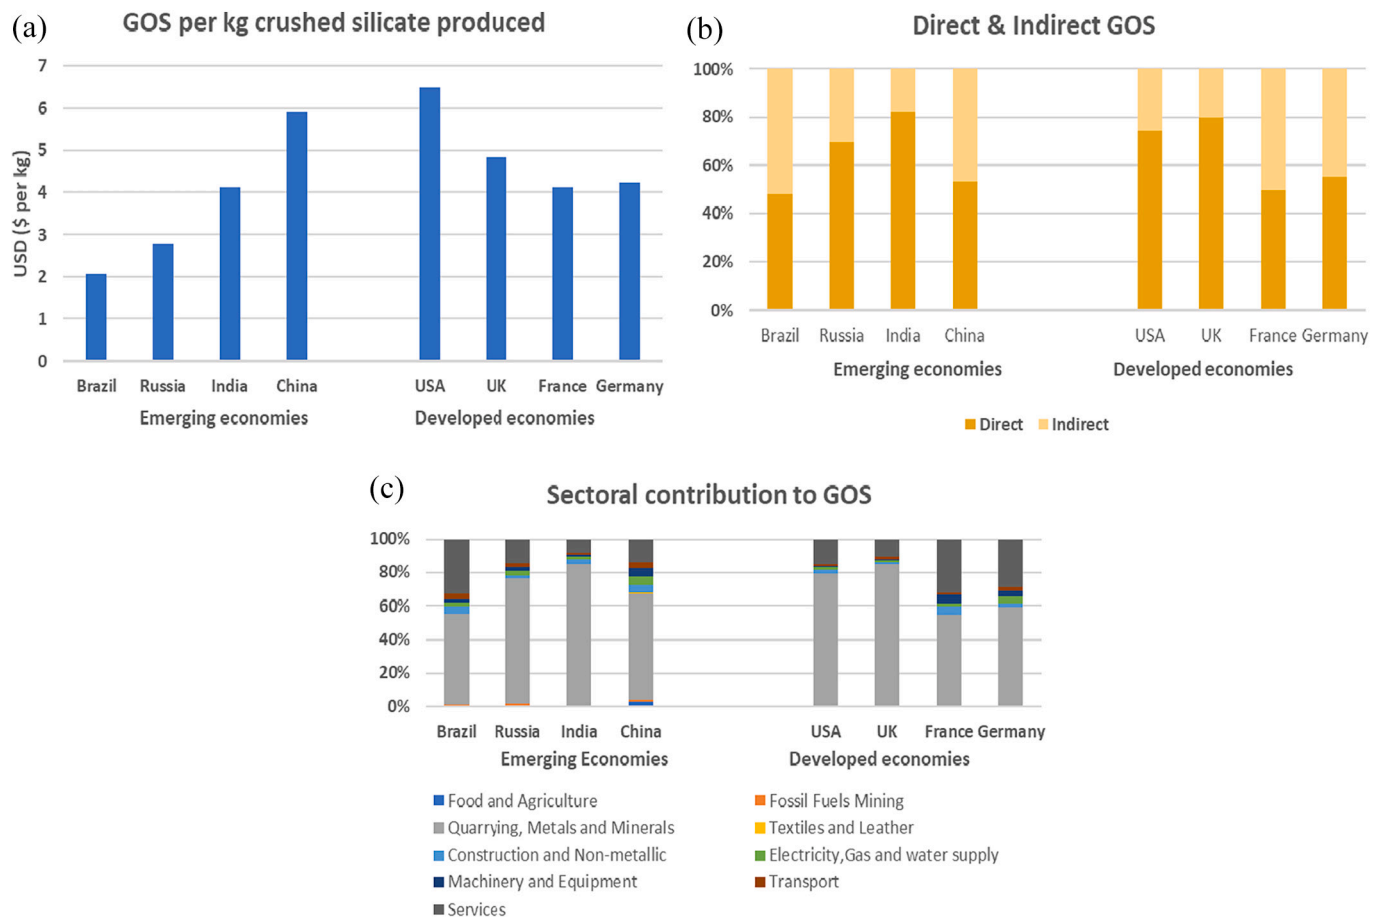 (a)
GOS per kg crushed silicate produced
7
6
5
4
3
2
1
0
USD ($ per kg)
Brazil Russia India China USA UK France Germany
Emerging economies Developed economies
(b)
Direct & Indirect GOS
100%
80%
60%
40%
20%
0%
Brazil Russia India China USA UK France Germany
Emerging economies Developed economies
Direct Indirect
(c)
Sectoral contribution to GOS
100%
80%
60%
40%
20%
0%
Brazil Russia India China USA UK France Germany
Emerging Economies Developed economies
Food and Agriculture Fossil Fuels Mining
Quarrying, Metals and Minerals Textiles and Leather
Construction and Non-metallic Electricity,Gas and water supply
Machinery and Equipment Transport
Services